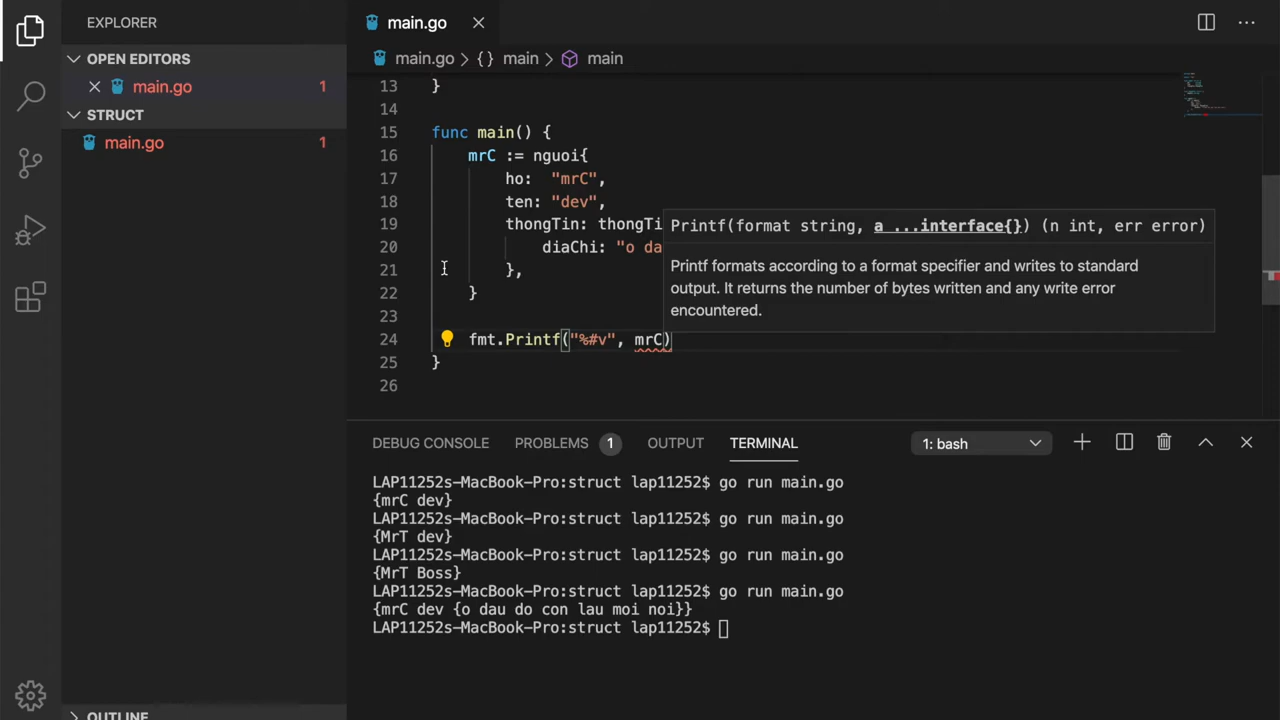 EXPLORER
OPEN EDITORS
main.go 1
STRUCT
main.go 1
OUTLINE
main.go
main.go > {} main > main
13 }
14
15 func main() {
16 mrC := nguoi{
17 ho: "mrC",
18 ten: "dev",
19 thongTin: thongTi
20 diaChi: "o da
21 },
22 }
23
24 fmt.Printf("%#v", mrC)
25 }
26
Printf(format string, a ...interface{}) (n int, err error)
Printf formats according to a format specifier and writes to standard
output. It returns the number of bytes written and any write error
encountered.
DEBUG CONSOLE PROBLEMS 1 OUTPUT TERMINAL 1: bash
LAP11252s-MacBook-Pro:struct lap11252$ go run main.go
{mrC dev}
LAP11252s-MacBook-Pro:struct lap11252$ go run main.go
{MrT dev}
LAP11252s-MacBook-Pro:struct lap11252$ go run main.go
{MrT Boss}
LAP11252s-MacBook-Pro:struct lap11252$ go run main.go
{mrC dev {o dau do con lau moi noi}}
LAP11252s-MacBook-Pro:struct lap11252$